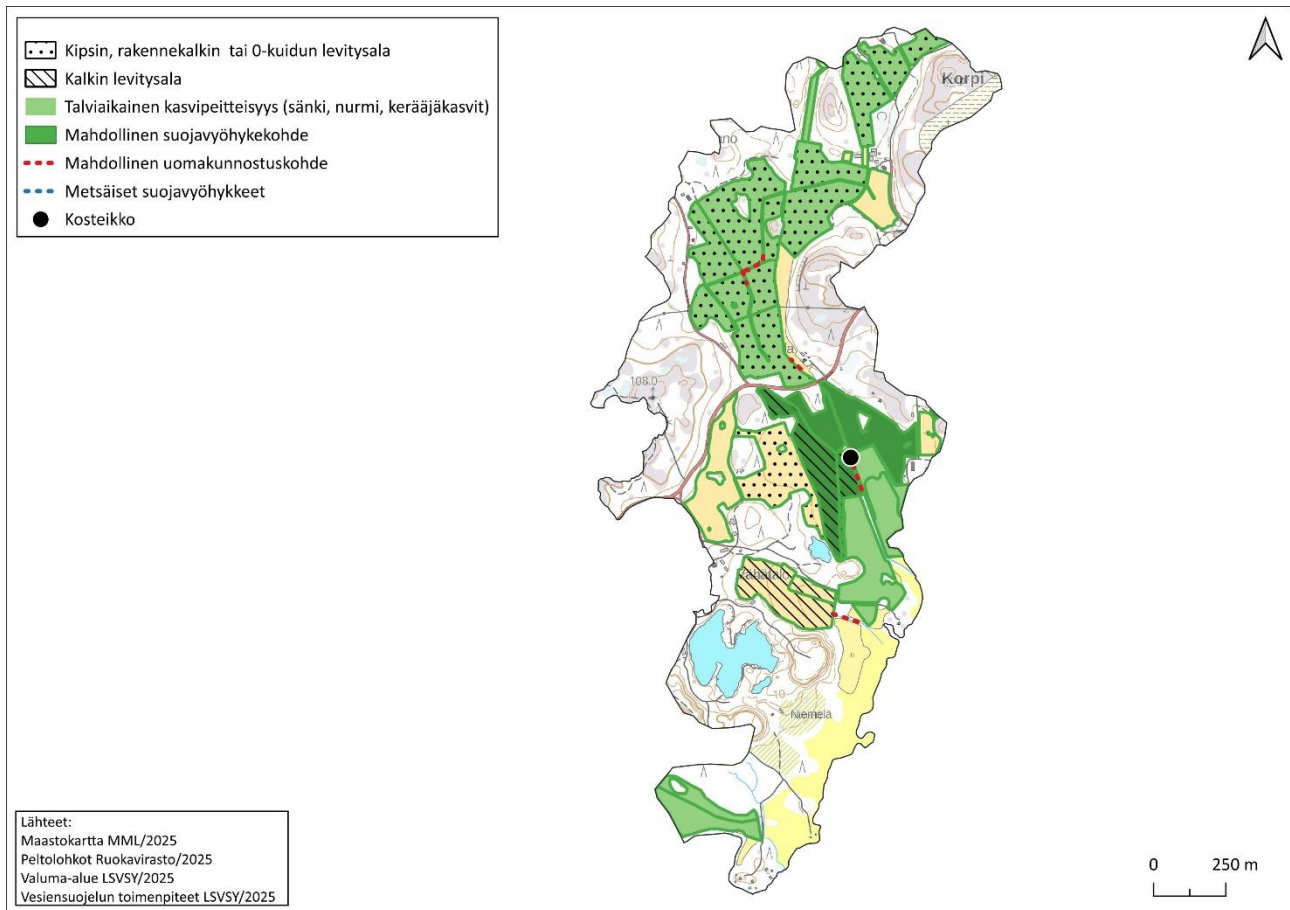 Kipsin, rakennekalkin tai 0-kuidun levitysala
Kalkin levitysala
Talviaikainen kasvipeitteisyys (sänki, nurmi, kerääjäkasvit)
Mahdollinen suojavyöhykekohde
Mahdollinen uomakunnostuskohde
Metsäiset suojavyöhykkeet
Kosteikko
Korpi
108.0
Niemelä
Lähteet:
Maastokartta MML/2025
Peltolohkot Ruokavirasto/2025
Valuma-alue LSVSY/2025
Vesiensuojelun toimenpiteet LSVSY/2025
0 250 m